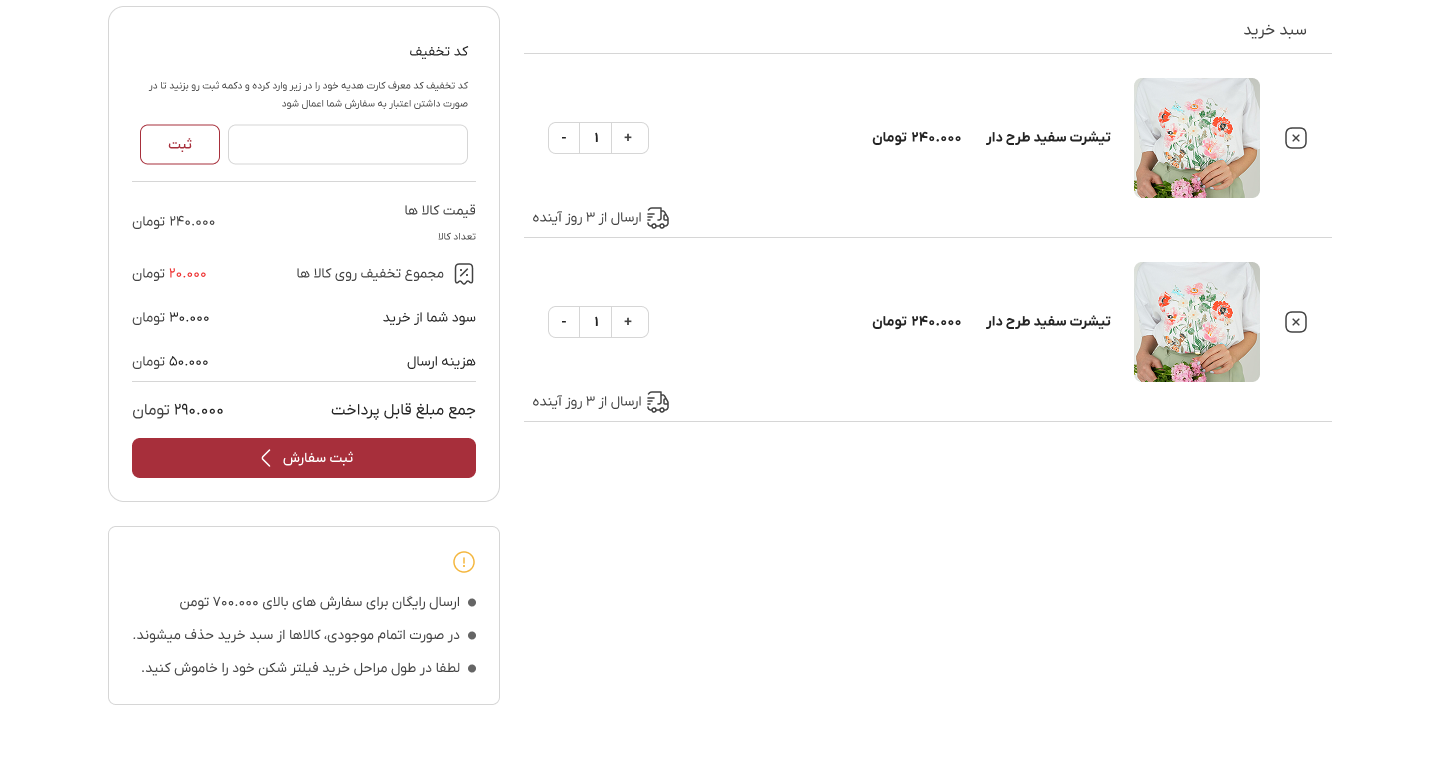 سبد خرید
تیشرت سفید طرح دار
۲۴۰.۰۰۰ تومان
+ ۱ -
ارسال از ۳ روز آینده
تیشرت سفید طرح دار
۲۴۰.۰۰۰ تومان
+ ۱ -
ارسال از ۳ روز آینده
کد تخفیف
کد تخفیف کد معرف کارت هدیه خود را در زیر وارد کرده و دکمه ثبت رو بزنید تا در
صورت داشتن اعتبار به سفارش شما اعمال شود
ثبت
قیمت کالا ها
۲۴۰.۰۰۰ تومان
تعداد کالا
مجموع تخفیف روی کالا ها
۲۰.۰۰۰ تومان
سود شما از خرید
۳۰.۰۰۰ تومان
هزینه ارسال
۵۰.۰۰۰ تومان
جمع مبلغ قابل پرداخت
۲۹۰.۰۰۰ تومان
ثبت سفارش
ارسال رایگان برای سفارش های بالای ۷۰۰.۰۰۰ تومن
در صورت اتمام موجودی، کالاها از سبد خرید حذف میشوند.
لطفا در طول مراحل خرید فیلتر شکن خود را خاموش کنید.